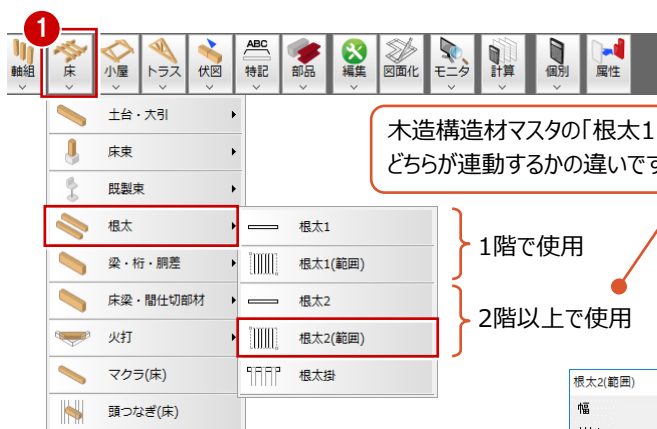 1
軸組 床 小屋 トラス 伏図 ABC 特記 部品 編集 図面化 モニタ 計算 個別 属性
土台・大引
床束
既製束
根太
梁・桁・胴差
床梁・間仕切部材
火打
マクラ(床)
頭つなぎ(床)
根太1
根太1(範囲)
根太2
根太2(範囲)
根太掛
木造構造材マスタの「根太1
どちらが連動するかの違いです
1階で使用
2階以上で使用
根太2(範囲)
幅